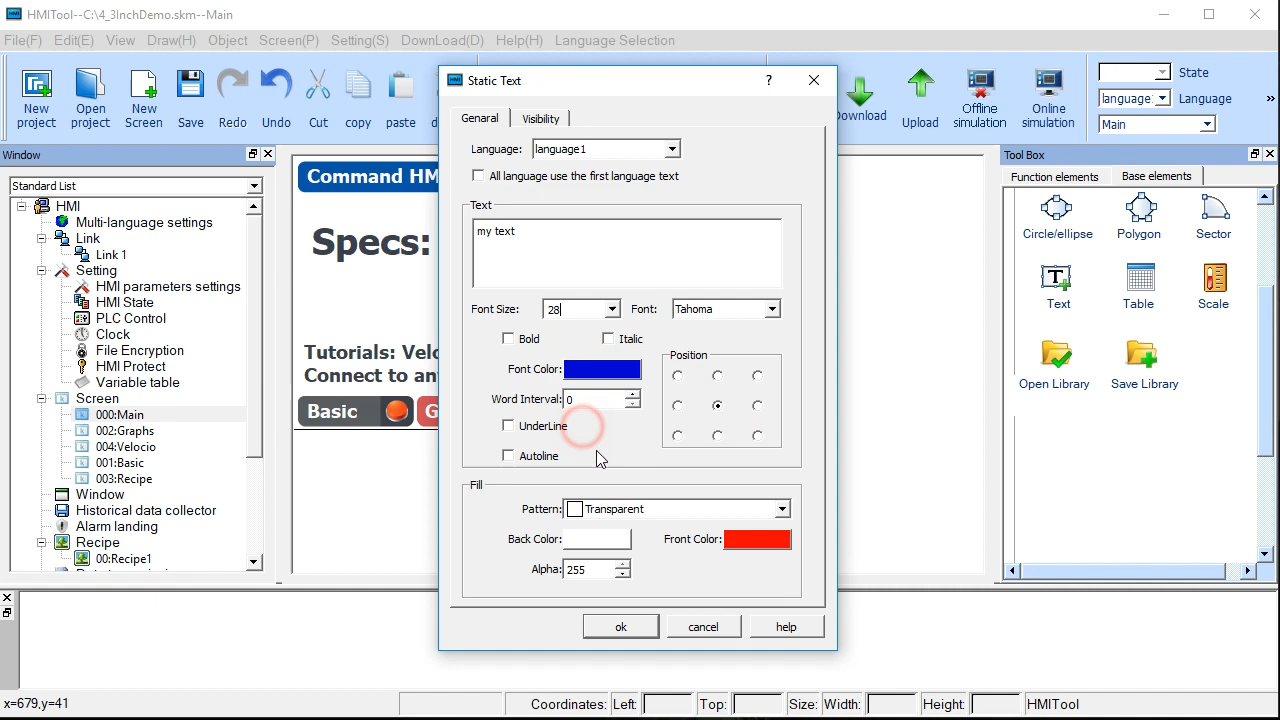 HMITool--C:\4_3InchDemo.skm--Main
File(F) Edit(E) View Draw(H) Object Screen(P) Setting(S) DownLoad(D) Help(H) Language Selection
New project
Open project
New Screen
Save
Redo
Undo
Cut
copy
paste
Download
Upload
Offline simulation
Online simulation
State
language
Language
Main
»
Window
Standard List
HMI
Multi-language settings
Link
Link 1
Setting
HMI parameters settings
HMI State
PLC Control
Clock
File Encryption
HMI Protect
Variable table
Screen
000:Main
002:Graphs
004:Velocio
001:Basic
003:Recipe
Window
Historical data collector
Alarm landing
Recipe
00:Recipe1
Command HM
Specs:
Tutorials: Velo
Connect to an
Basic
G
HMI
Static Text
?
General
Visibility
Language: language1
All language use the first language text
Text
my text
Font Size: 28
Font: Tahoma
Bold
Italic
Font Color:
Position
Word Interval: 0
UnderLine
Autoline
Fill
Pattern: Transparent
Back Color:
Front Color:
Alpha: 255
ok
cancel
help
Tool Box
Function elements
Base elements
Circle/ellipse
Polygon
Sector
Text
Table
Scale
Open Library
Save Library
x=679,y=41
Coordinates: Left: Top: Size: Width: Height: HMITool